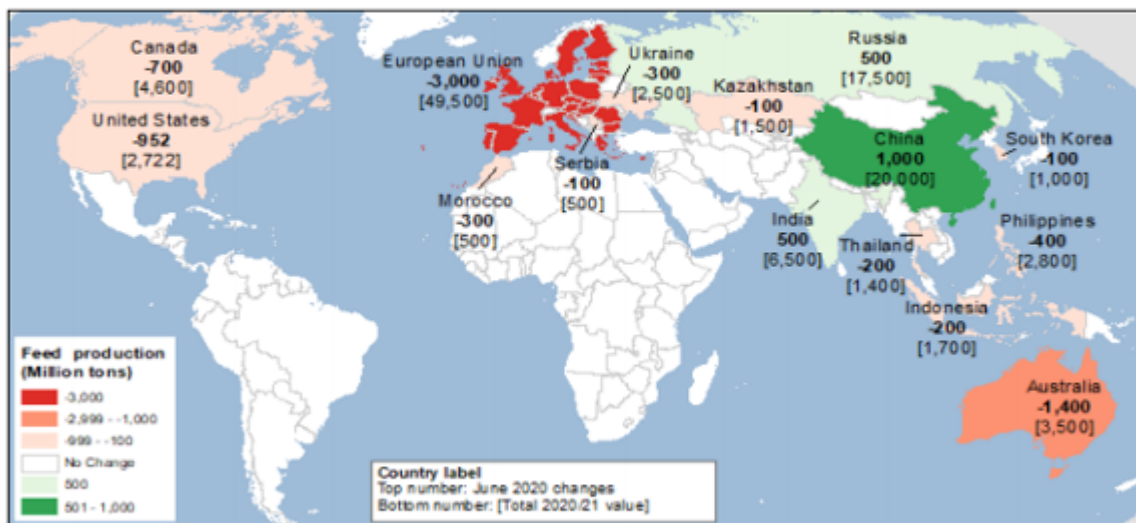 Canada
-700
[4,600]
United States
-952
[2,722]
European Union
-3,000
[49,500]
Ukraine
-300
[2,500]
Russia
500
[17,500]
Kazakhstan
-100
[1,500]
China
1,000
[20,000]
South Korea
-100
[1,000]
Serbia
-100
[500]
Morocco
-300
[500]
India
500
[6,500]
Thailand
-200
[1,400]
Philippines
-400
[2,800]
Indonesia
-200
[1,700]
Australia
-1,400
[3,500]
Feed production
(Million tons)
-3,000
-2,999 - -1,000
-999 - -100
No Change
500
501 - 1,000
Country label
Top number: June 2020 changes
Bottom number: [Total 2020/21 value]